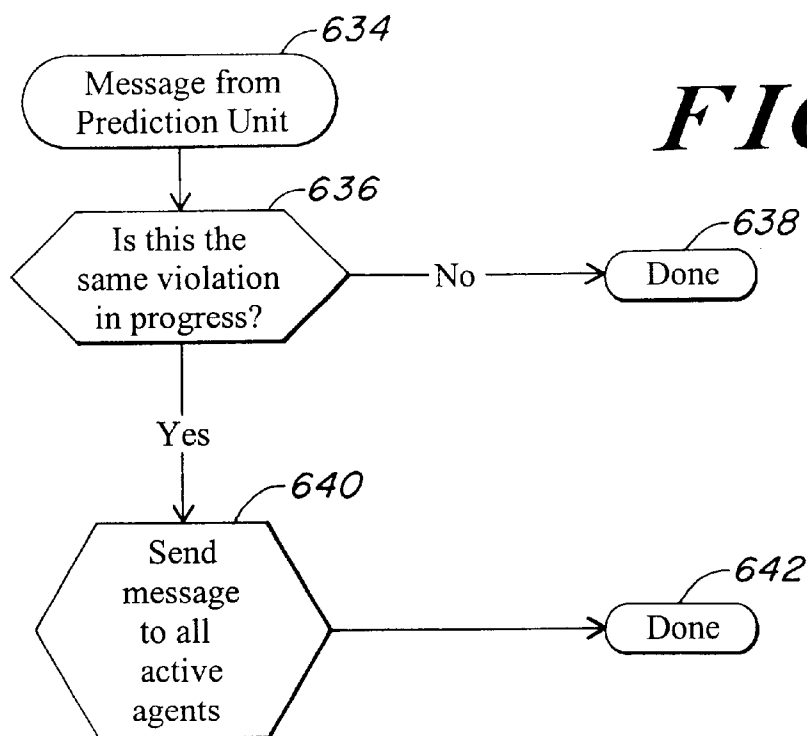 634
Message from
Prediction Unit
FIG
636
Is this the
same violation
in progress?
No
638
Done
Yes
640
Send
message
to all
active
agents
642
Done